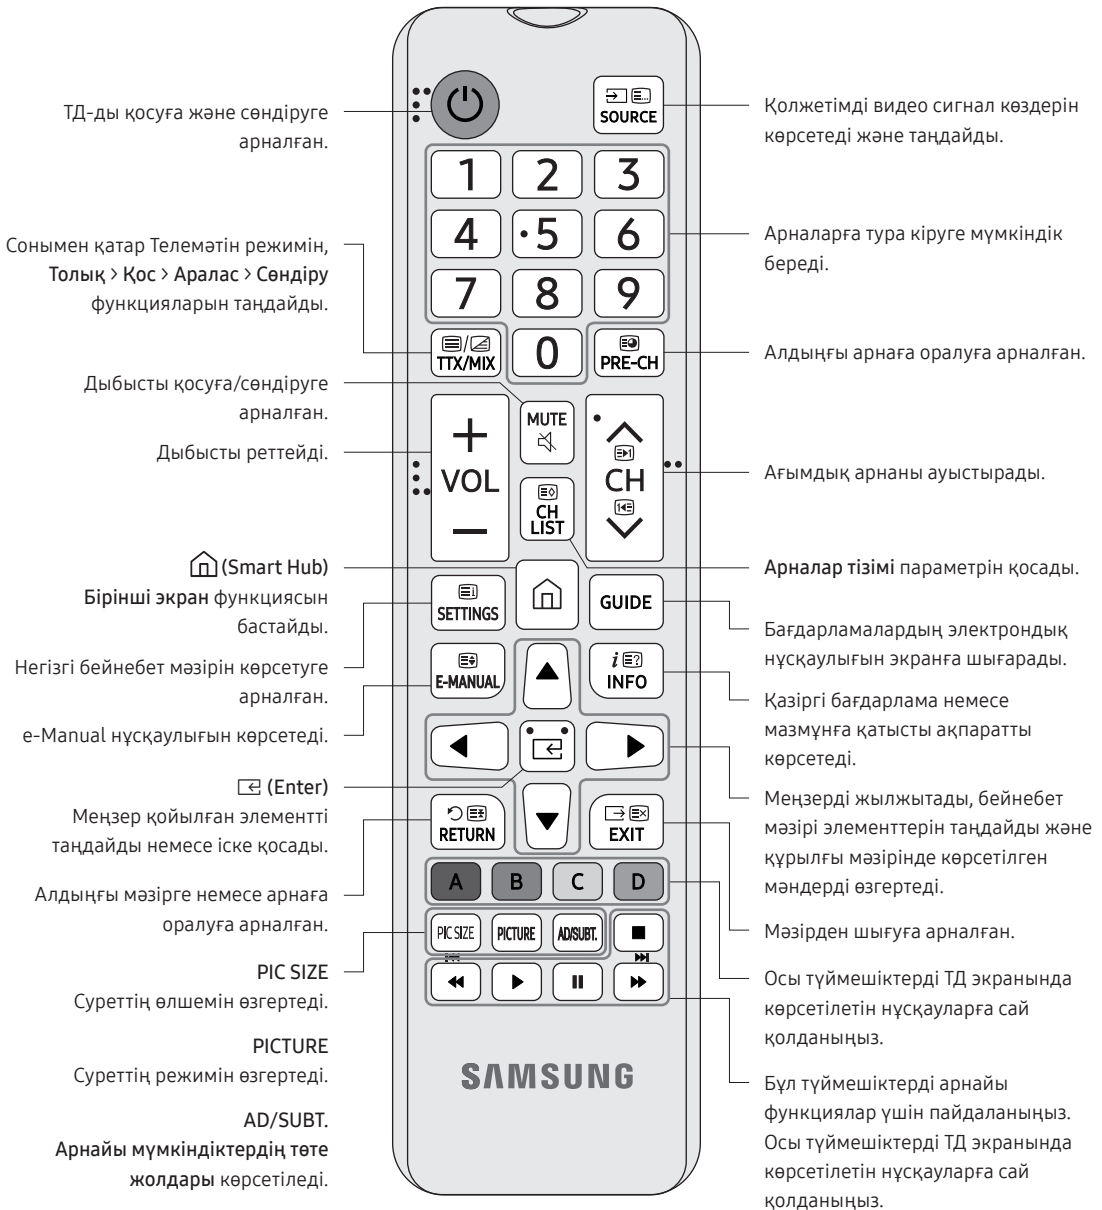 ТД-ды қосуға және сөндіруге
арналған.
Сонымен қатар Телемәтін режимін,
Толық > Қос > Аралас > Сөндіру
функцияларын таңдайды.
Дыбысты қосуға/сөндіруге
арналған.
Дыбысты реттейді.
(Smart Hub)
Бірінші экран функциясын
бастайды.
Негізгі бейнебет мәзірін көрсетуге
арналған.
e-Manual нұсқаулығын көрсетеді.
(Enter)
Меңзер қойылған элементті
таңдайды немесе іске қосады.
Алдыңғы мәзірге немесе арнаға
оралуға арналған.
PIC SIZE
Суреттің өлшемін өзгертеді.
PICTURE
Суреттің режимін өзгертеді.
AD/SUBT.
Арнайы мүмкіндіктердің төте
жолдары көрсетіледі.
SOURCE
1 2 3
4 5 6
7 8 9
TTX/MIX 0 PRE-CH
MUTE
VOL
CH
CH
LIST
SETTINGS
GUIDE
E-MANUAL
i
INFO
RETURN
EXIT
A B C D
PIC SIZE PICTURE AD/SUBT.
SAMSUNG
Қолжетімді видео сигнал көздерін
көрсетеді және таңдайды.
Арналарға тура кіруге мүмкіндік
береді.
Алдыңғы арнаға оралуға арналған.
Ағымдық арнаны ауыстырады.
Арналар тізімі параметрін қосады.
Бағдарламалардың электрондық
нұсқаулығын экранға шығарады.
Қазіргі бағдарлама немесе
мазмұнға қатысты ақпаратты
көрсетеді.
Меңзерді жылжытады, бейнебет
мәзірі элементтерін таңдайды және
құрылғы мәзірінде көрсетілген
мәндерді өзгертеді.
Мәзірден шығуға арналған.
Осы түймешіктерді ТД экранында
көрсетілетін нұсқауларға сай
қолданыңыз.
Бұл түймешіктерді арнайы
функциялар үшін пайдаланыңыз.
Осы түймешіктерді ТД экранында
көрсетілетін нұсқауларға сай
қолданыңыз.